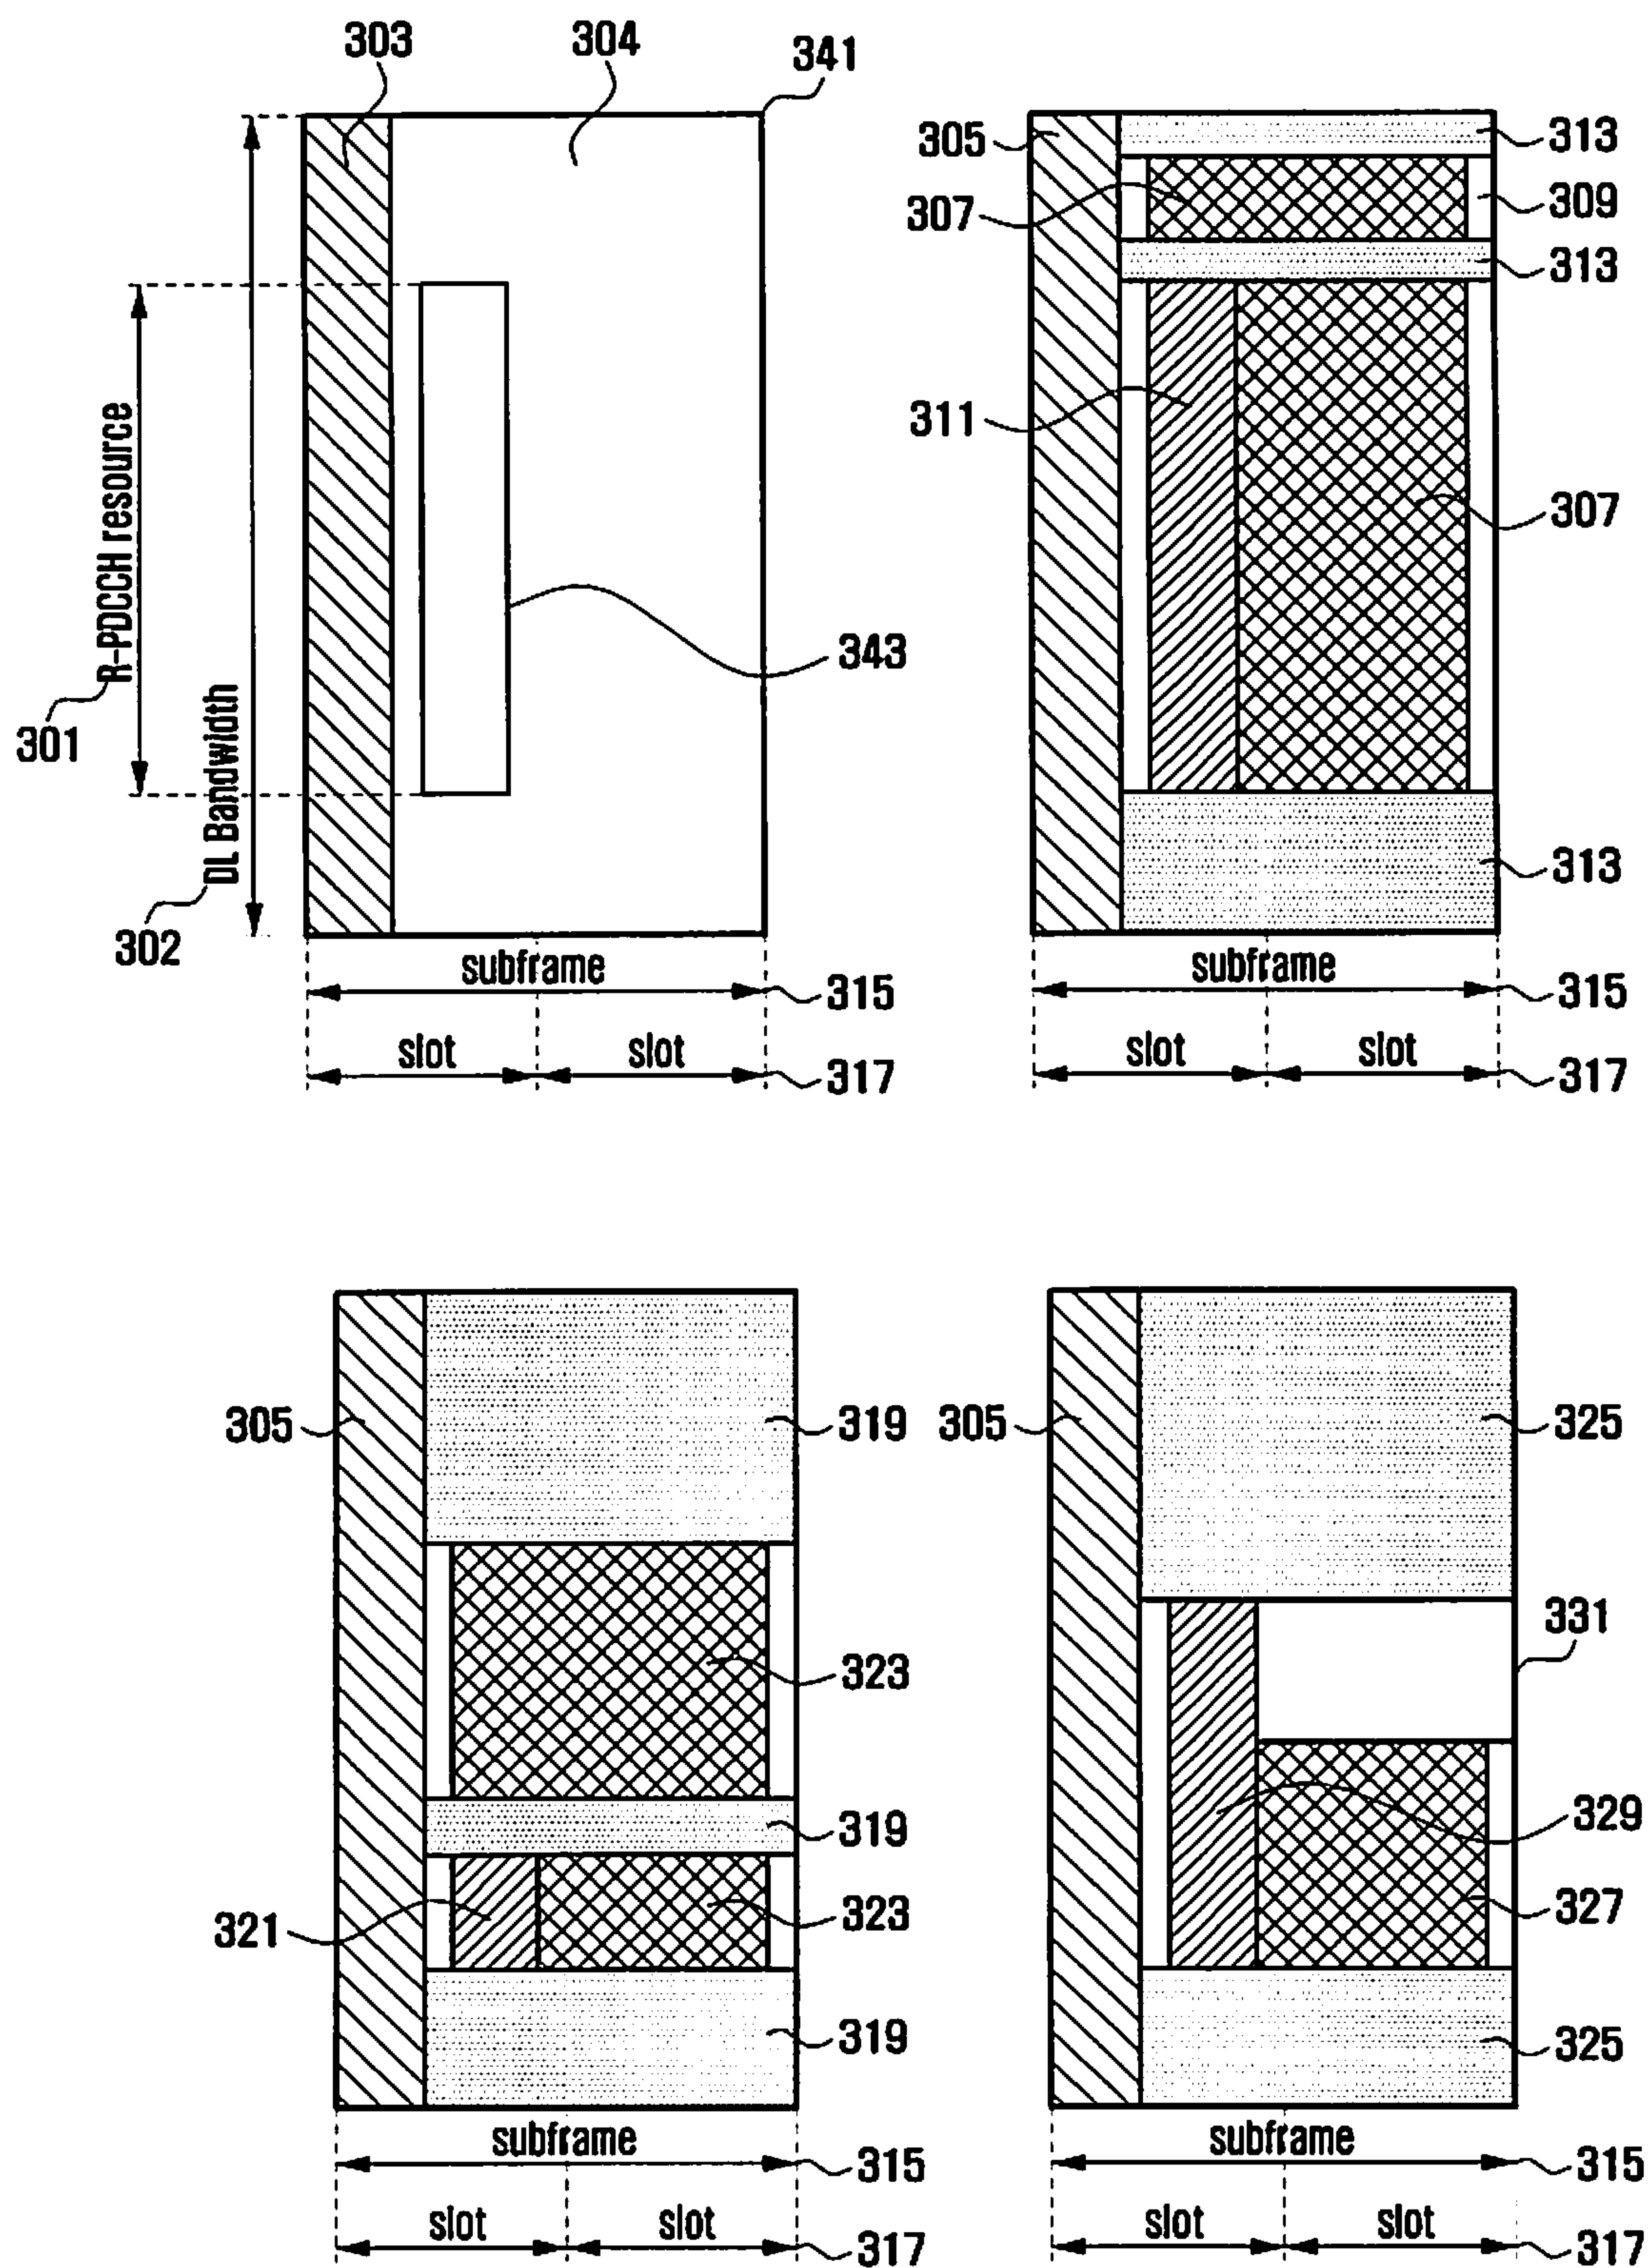 303
304
341
R-PDCCH resource
301
DL Bandwidth
302
343
subframe
315
slot
slot
317
305
313
307
309
313
311
307
313
subframe
315
slot
slot
317
305
319
323
319
321
323
319
subframe
315
slot
slot
317
305
325
331
329
327
325
subframe
315
slot
slot
317